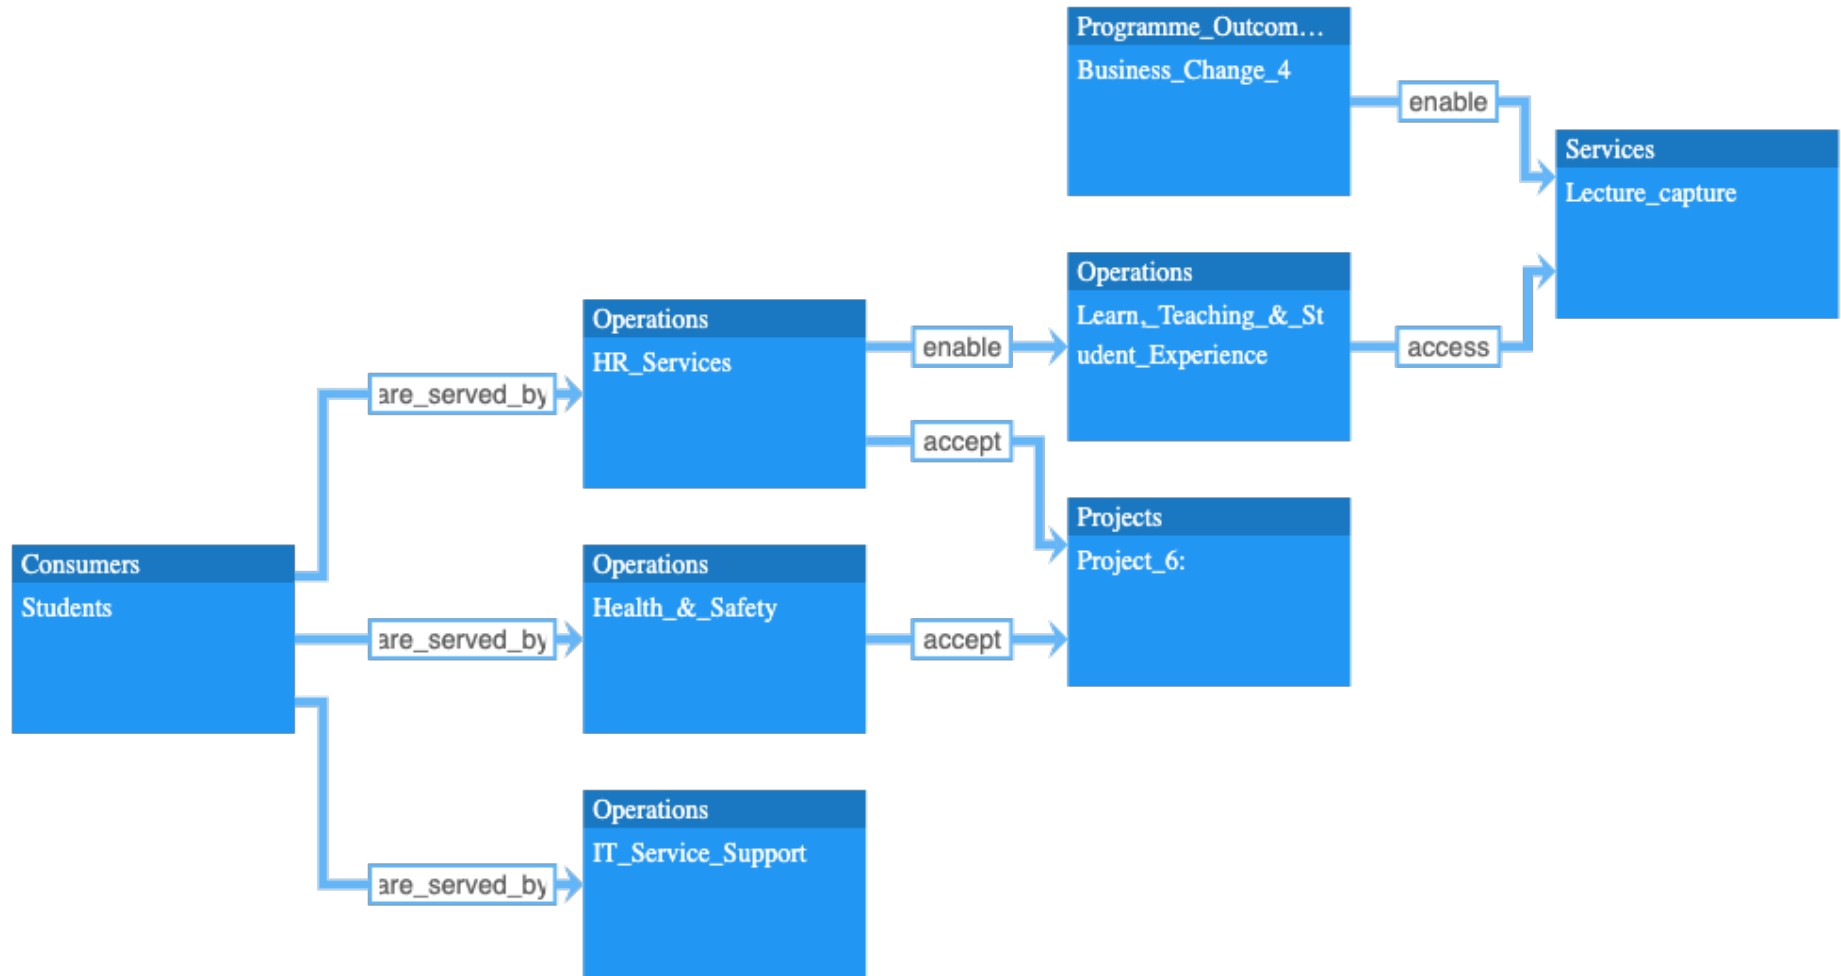 Programme_Outcom…
Business_Change_4
enable
Services
Lecture_capture
Operations
Learn,_Teaching_&_St
udent_Experience
access
Operations
HR_Services
enable
are_served_by
accept
Projects
Project_6:
Consumers
Students
Operations
Health_&_Safety
are_served_by
accept
Operations
IT_Service_Support
are_served_by